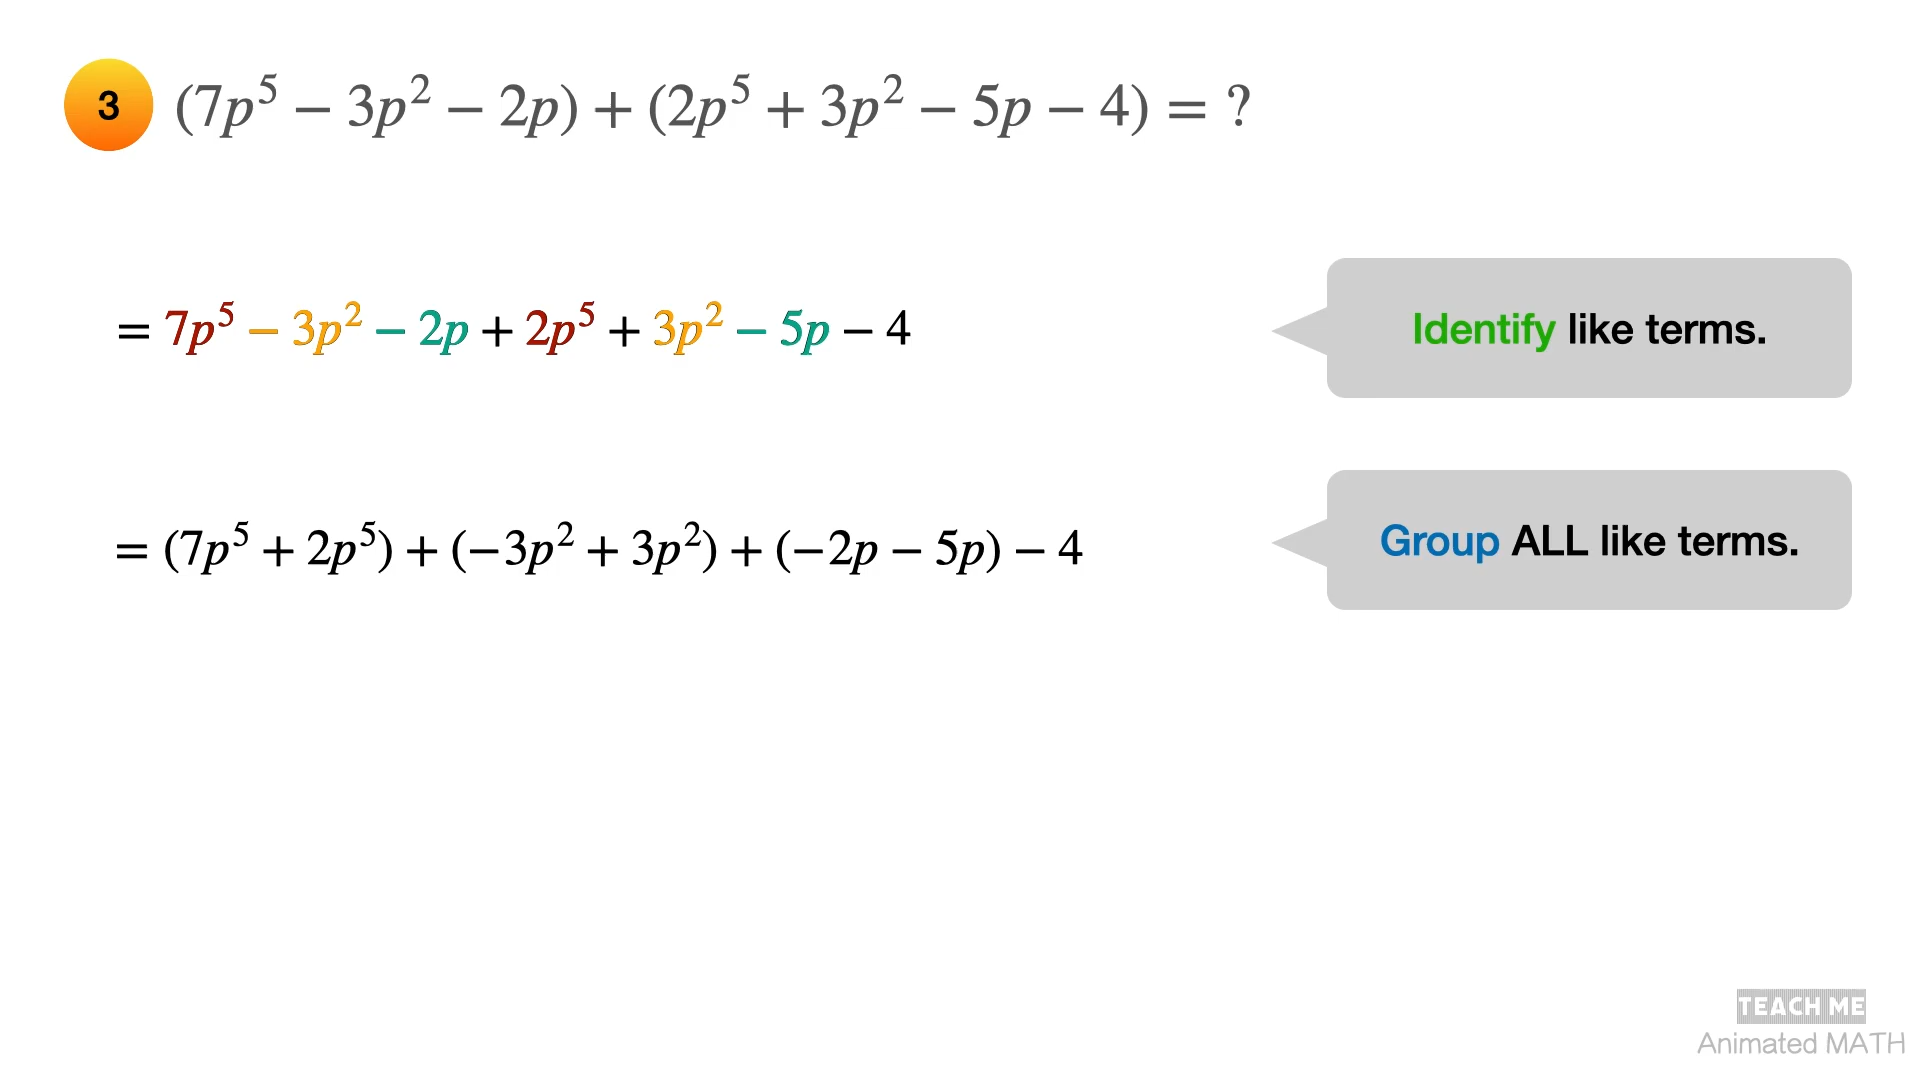 3 (7p⁵ − 3p² − 2p) + (2p⁵ + 3p² − 5p − 4) = ?
= 7p⁵ − 3p² − 2p + 2p⁵ + 3p² − 5p − 4
Identify like terms.
= (7p⁵ + 2p⁵) + (−3p² + 3p²) + (−2p − 5p) − 4
Group ALL like terms.
TEACH ME
Animated MATH